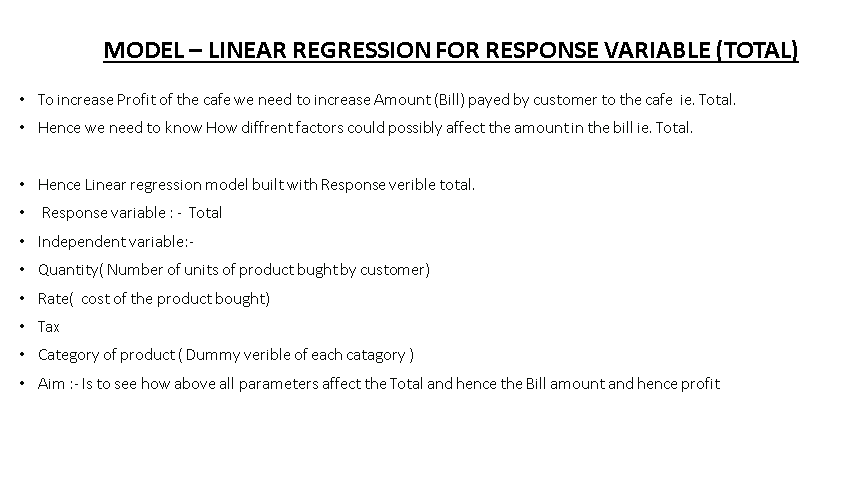 MODEL – LINEAR REGRESSION FOR RESPONSE VARIABLE (TOTAL)
• To increase Profit of the cafe we need to increase Amount (Bill) payed by customer to the cafe ie. Total.
• Hence we need to know How diffrent factors could possibly affect the amount in the bill ie. Total.
• Hence Linear regression model built with Response verible total.
• Response variable : - Total
• Independent variable:-
• Quantity( Number of units of product bught by customer)
• Rate( cost of the product bought)
• Tax
• Category of product ( Dummy verible of each catagory )
• Aim :- Is to see how above all parameters affect the Total and hence the Bill amount and hence profit